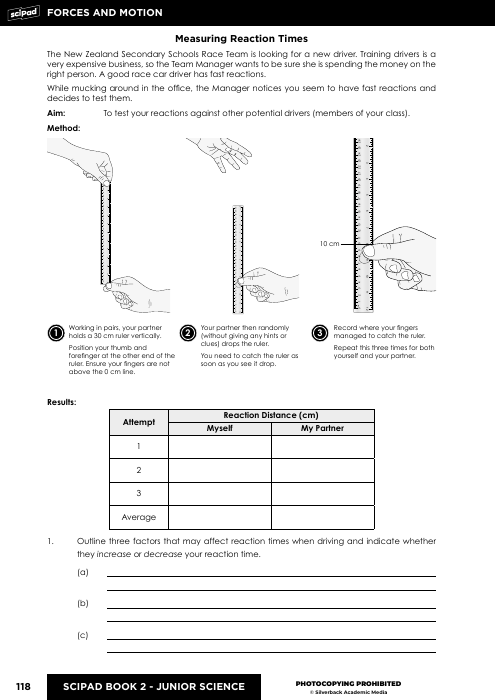 scipad FORCES AND MOTION
Measuring Reaction Times
The New Zealand Secondary Schools Race Team is looking for a new driver. Training drivers is a
very expensive business, so the Team Manager wants to be sure she is spending the money on the
right person. A good race car driver has fast reactions.
While mucking around in the office, the Manager notices you seem to have fast reactions and
decides to test them.
Aim: To test your reactions against other potential drivers (members of your class).
Method:
10 cm
1 Working in pairs, your partner
holds a 30 cm ruler vertically.
Position your thumb and
forefinger at the other end of the
ruler. Ensure your fingers are not
above the 0 cm line.
2 Your partner then randomly
(without giving any hints or
clues) drops the ruler.
You need to catch the ruler as
soon as you see it drop.
3 Record where your fingers
managed to catch the ruler.
Repeat this three times for both
yourself and your partner.
Results:
Attempt
Reaction Distance (cm)
Myself My Partner
1
2
3
Average
1. Outline three factors that may affect reaction times when driving and indicate whether
they increase or decrease your reaction time.
(a)
(b)
(c)
118 SCIPAD BOOK 2 - JUNIOR SCIENCE
PHOTOCOPYING PROHIBITED
© Silverback Academic Media